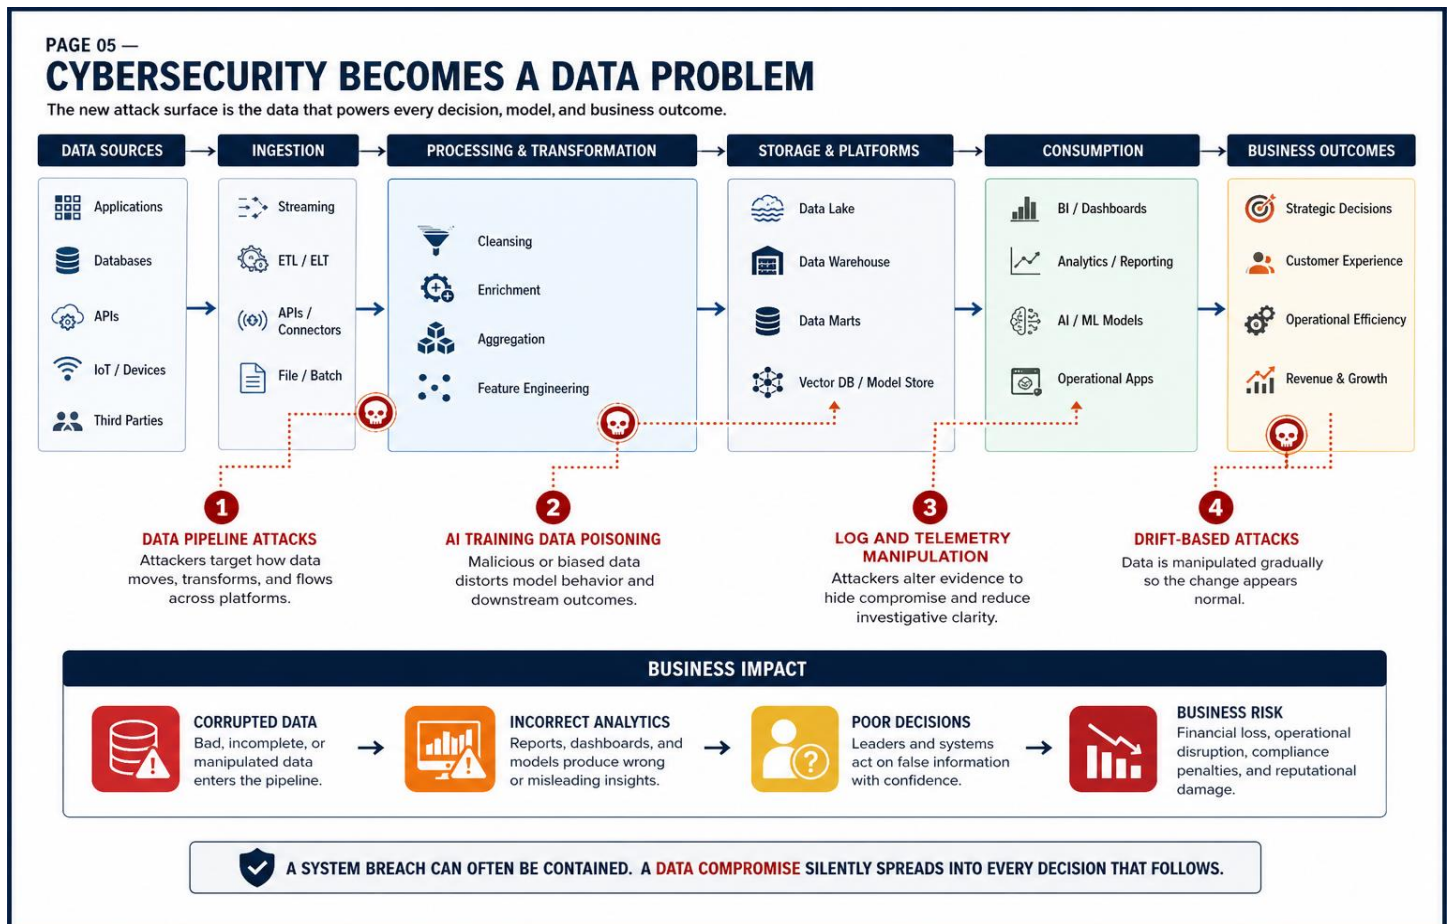 PAGE 05 —
CYBERSECURITY BECOMES A DATA PROBLEM
The new attack surface is the data that powers every decision, model, and business outcome.
DATA SOURCES
Applications
Databases
APIs
IoT / Devices
Third Parties
INGESTION
Streaming
ETL / ELT
APIs /
Connectors
File / Batch
PROCESSING & TRANSFORMATION
Cleansing
Enrichment
Aggregation
Feature Engineering
STORAGE & PLATFORMS
Data Lake
Data Warehouse
Data Marts
Vector DB / Model Store
CONSUMPTION
BI / Dashboards
Analytics / Reporting
AI / ML Models
Operational Apps
BUSINESS OUTCOMES
Strategic Decisions
Customer Experience
Operational Efficiency
Revenue & Growth
1
DATA PIPELINE ATTACKS
Attackers target how data
moves, transforms, and flows
across platforms.
2
AI TRAINING DATA POISONING
Malicious or biased data
distorts model behavior and
downstream outcomes.
3
LOG AND TELEMETRY
MANIPULATION
Attackers alter evidence to
hide compromise and reduce
investigative clarity.
4
DRIFT-BASED ATTACKS
Data is manipulated gradually
so the change appears
normal.
BUSINESS IMPACT
CORRUPTED DATA
Bad, incomplete, or
manipulated data
enters the pipeline.
INCORRECT ANALYTICS
Reports, dashboards, and
models produce wrong
or misleading insights.
?
POOR DECISIONS
Leaders and systems
act on false information
with confidence.
BUSINESS RISK
Financial loss, operational
disruption, compliance
penalties, and reputational
damage.
A SYSTEM BREACH CAN OFTEN BE CONTAINED. A DATA COMPROMISE SILENTLY SPREADS INTO EVERY DECISION THAT FOLLOWS.